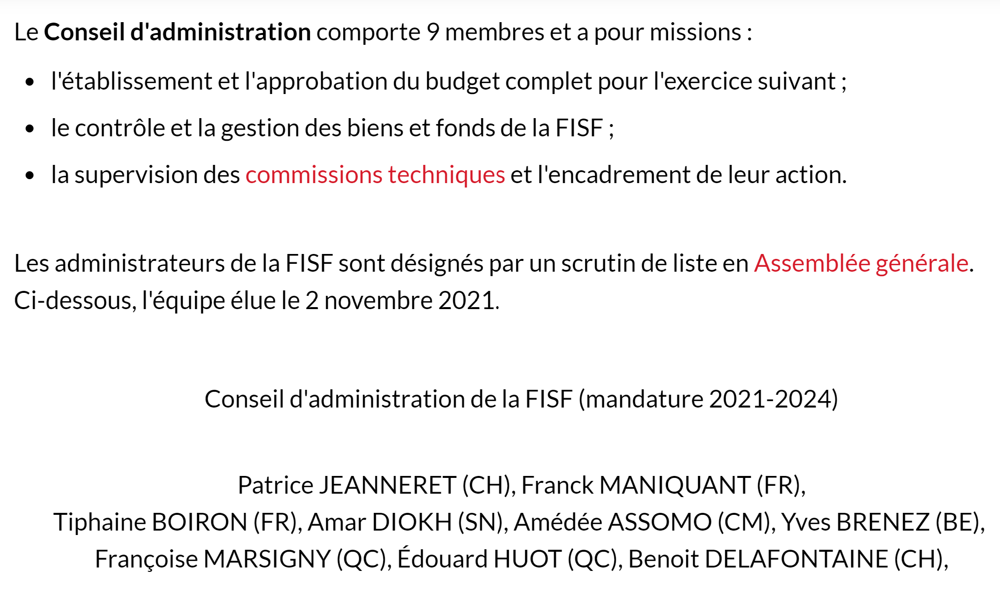 Le Conseil d'administration comporte 9 membres et a pour missions :
• l'établissement et l'approbation du budget complet pour l'exercice suivant ;
• le contrôle et la gestion des biens et fonds de la FISF ;
• la supervision des commissions techniques et l'encadrement de leur action.
Les administrateurs de la FISF sont désignés par un scrutin de liste en Assemblée générale.
Ci-dessous, l'équipe élue le 2 novembre 2021.
Conseil d'administration de la FISF (mandature 2021-2024)
Patrice JEANNERET (CH), Franck MANIQUANT (FR),
Tiphaine BOIRON (FR), Amar DIOKH (SN), Amédée ASSOMO (CM), Yves BRENEZ (BE),
Françoise MARSIGNY (QC), Édouard HUOT (QC), Benoit DELAFONTAINE (CH),